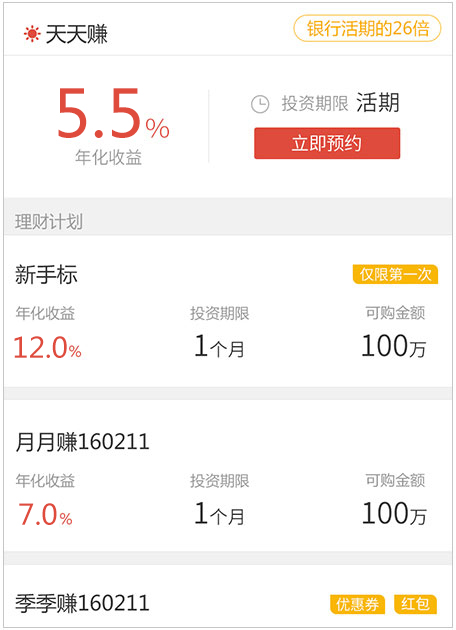 天天赚 银行活期的26倍
5.5% 投资期限 活期
年化收益 立即预约
理财计划
新手标 仅限第一次
年化收益 投资期限 可购金额
12.0% 1个月 100万
月月赚160211
年化收益 投资期限 可购金额
7.0% 1个月 100万
季季赚160211 优惠券 红包